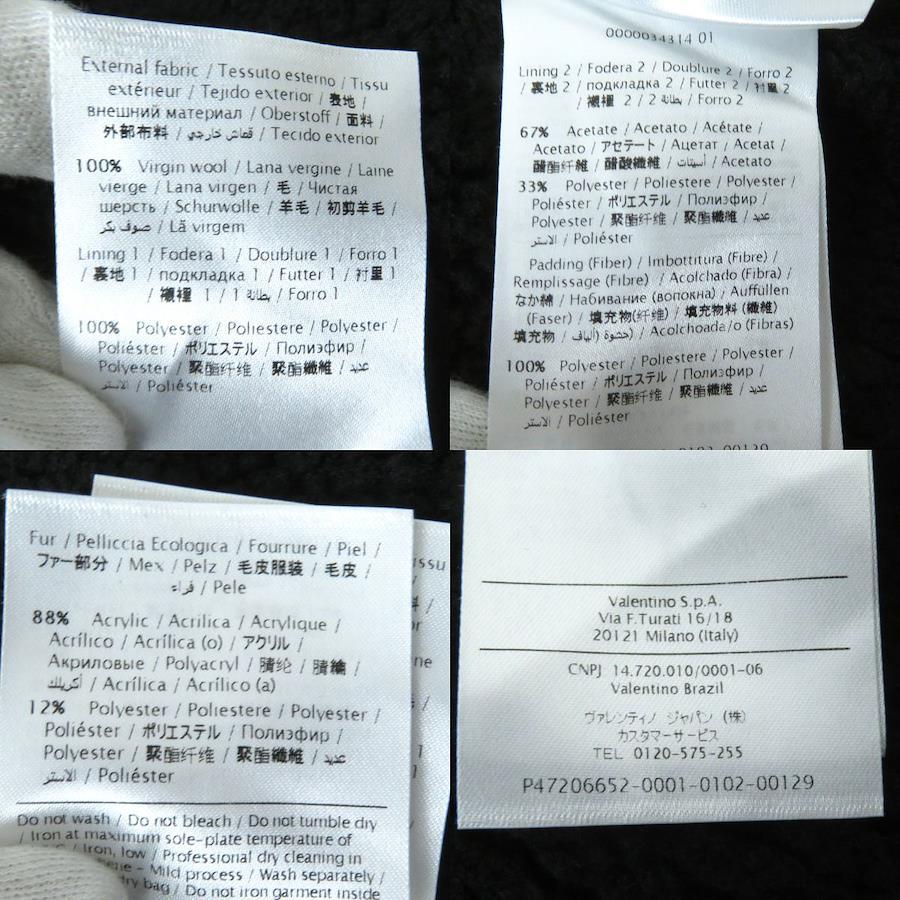 External fabric / Tessuto esterno / Tissu
extérieur / Tejido exterior / 表地 /
внешний материал / Oberstoff / 面料 /
外部布料 / قماش خارجي / Tecido exterior
100% Virgin wool / Lana vergine / Laine
vierge / Lana virgen / 毛 / Чистая
шерсть / Schurwolle / 羊毛 / 初剪羊毛 /
صوف بكر / Lã virgem
Lining 1 / Fodera 1 / Doublure 1 / Forro 1
/ 裏地 1 / подкладка 1 / Futter 1 / 衬里 1
/ 襯裡 1 / 1 بطانة / Forro 1
100% Polyester / Poliestere / Polyester /
Poliéster / ポリエステル / Полиэфир /
Polyester / 聚酯纤维 / 聚酯纖維 / عديد
الاستر / Poliéster
0000034314 01
Lining 2 / Fodera 2 / Doublure 2 / Forro 2
/ 裏地 2 / подкладка 2 / Futter 2 / 衬里 2
/ 襯裡 2 / 2 بطانة / Forro 2
67% Acetate / Acetato / Acétate /
Acetato / アセテート / Ацетат / Acetat /
醋酯纤维 / 醋酸纖維 / أسيتات / Acetato
33% Polyester / Poliestere / Polyester /
Poliéster / ポリエステル / Полиэфир /
Polyester / 聚酯纤维 / 聚酯纖維 / عديد
الاستر / Poliéster
Padding (Fiber) / Imbottitura (Fibre) /
Remplissage (Fibre) / Acolchado (Fibra) /
なか綿 / Набивание (волокна) / Auffüllen
(Faser) / 填充物(纤维) / 填充物料 (纖維)
填充物 / حشوة (ألياف) / Acolchoada/o (Fibras)
100% Polyester / Poliestere / Polyester /
Poliéster / ポリエステル / Полиэфир /
Polyester / 聚酯纤维 / 聚酯纖維 / عديد
الاستر / Poliéster
Fur / Pelliccia Ecologica / Fourrure / Piel /
ファー部分 / Мех / Pelz / 毛皮服装 / 毛皮 /
فراء / Pele
88% Acrylic / Acrilica / Acrylique /
Acrílico / Acrílica (o) / アクリル /
Акриловые / Polyacryl / 腈纶 / 腈綸 /
أكريلك / Acrílica / Acrílico (a)
12% Polyester / Poliestere / Polyester /
Poliéster / ポリエステル / Полиэфир /
Polyester / 聚酯纤维 / 聚酯纖維 / عديد
الاستر / Poliéster
Do not wash / Do not bleach / Do not tumble dry
/ Iron at maximum sole-plate temperature of
/ Iron, low / Professional dry cleaning in
- Mild process / Wash separately /
dry bag / Do not iron garment inside
Valentino S.p.A.
Via F.Turati 16/18
20121 Milano (Italy)
CNPJ 14.720.010/0001-06
Valentino Brazil
ヴァレンティノ ジャパン (株)
カスタマーサービス
TEL 0120-575-255
P47206652-0001-0102-00129